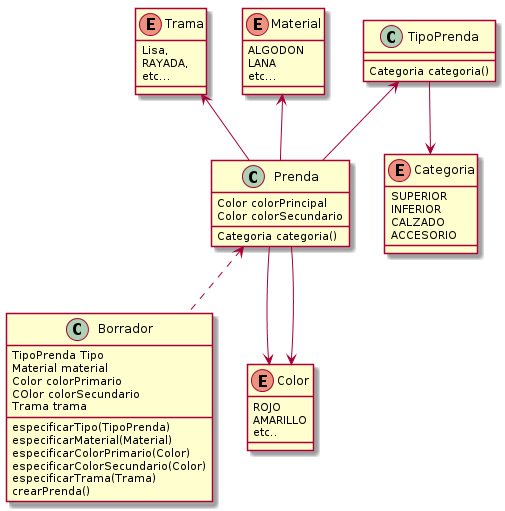 E Trama
Lisa,
RAYADA,
etc...
E Material
ALGODON
LANA
etc...
C TipoPrenda
Categoria categoria()
C Prenda
Color colorPrincipal
Color colorSecundario
Categoria categoria()
E Categoria
SUPERIOR
INFERIOR
CALZADO
ACCESORIO
C Borrador
TipoPrenda Tipo
Material material
Color colorPrimario
COlor colorSecundario
Trama trama
especificarTipo(TipoPrenda)
especificarMaterial(Material)
especificarColorPrimario(Color)
especificarColorSecundario(Color)
especificarTrama(Trama)
crearPrenda()
E Color
ROJO
AMARILLO
etc..